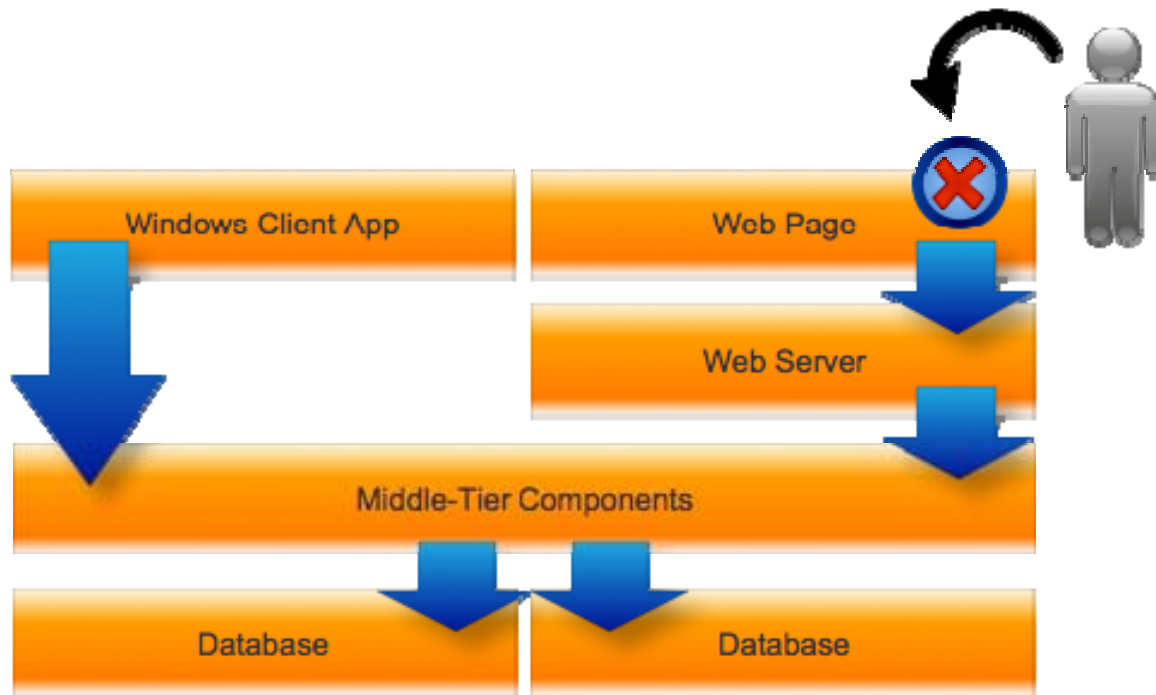 Windows Client App
Web Page
Web Server
Middle-Tier Components
Database
Database